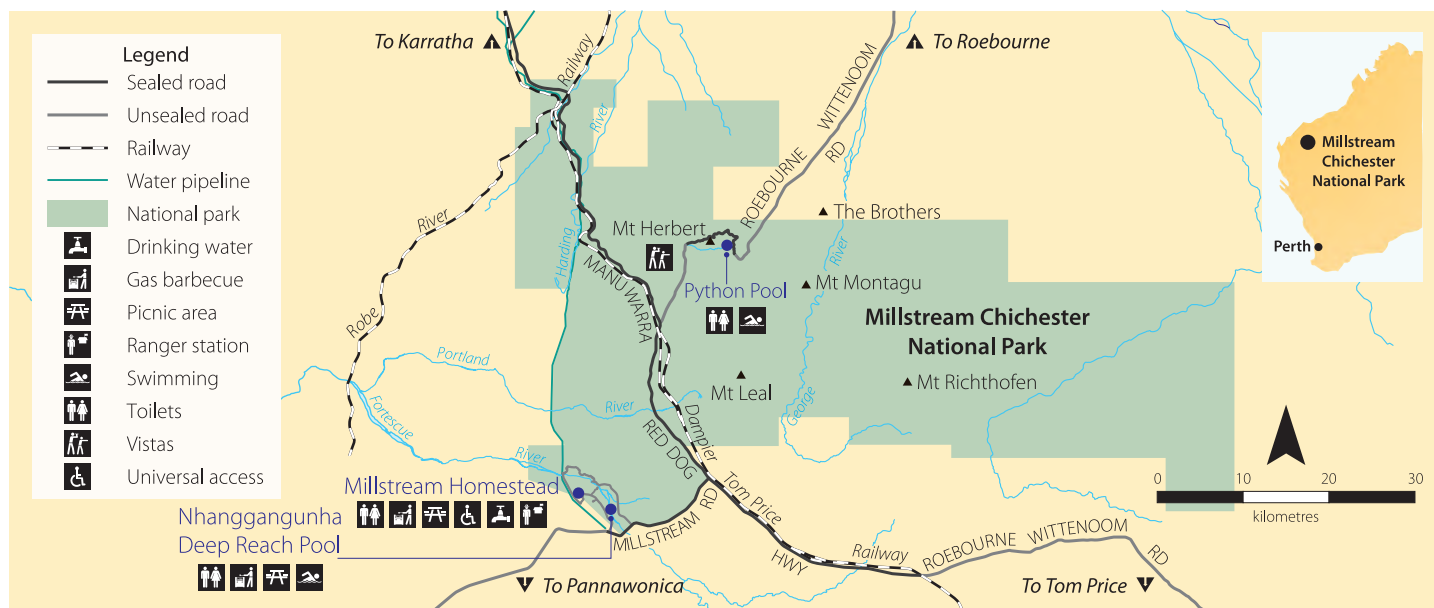 Legend
Sealed road
Unsealed road
Railway
Water pipeline
National park
Drinking water
Gas barbecue
Picnic area
Ranger station
Swimming
Toilets
Vistas
Universal access
To Karratha
To Roebourne
Railway
River
River
Harding
Robe
Portland
River
Fortescue
River
MANUWARRA
RED DOG
HWY
Dampier
Tom Price
Railway
ROEBOURNE WITTENOOM
RD
Mt Herbert
Python Pool
The Brothers
River
George
Mt Montagu
Millstream Chichester
National Park
Mt Leal
Mt Richthofen
Millstream Homestead
Nhanggangunha
Deep Reach Pool
MILLSTREAM RD
ROEBOURNE WITTENOOM
RD
To Pannawonica
To Tom Price
0 10 20 30
kilometres
Millstream
Chichester
National Park
Perth